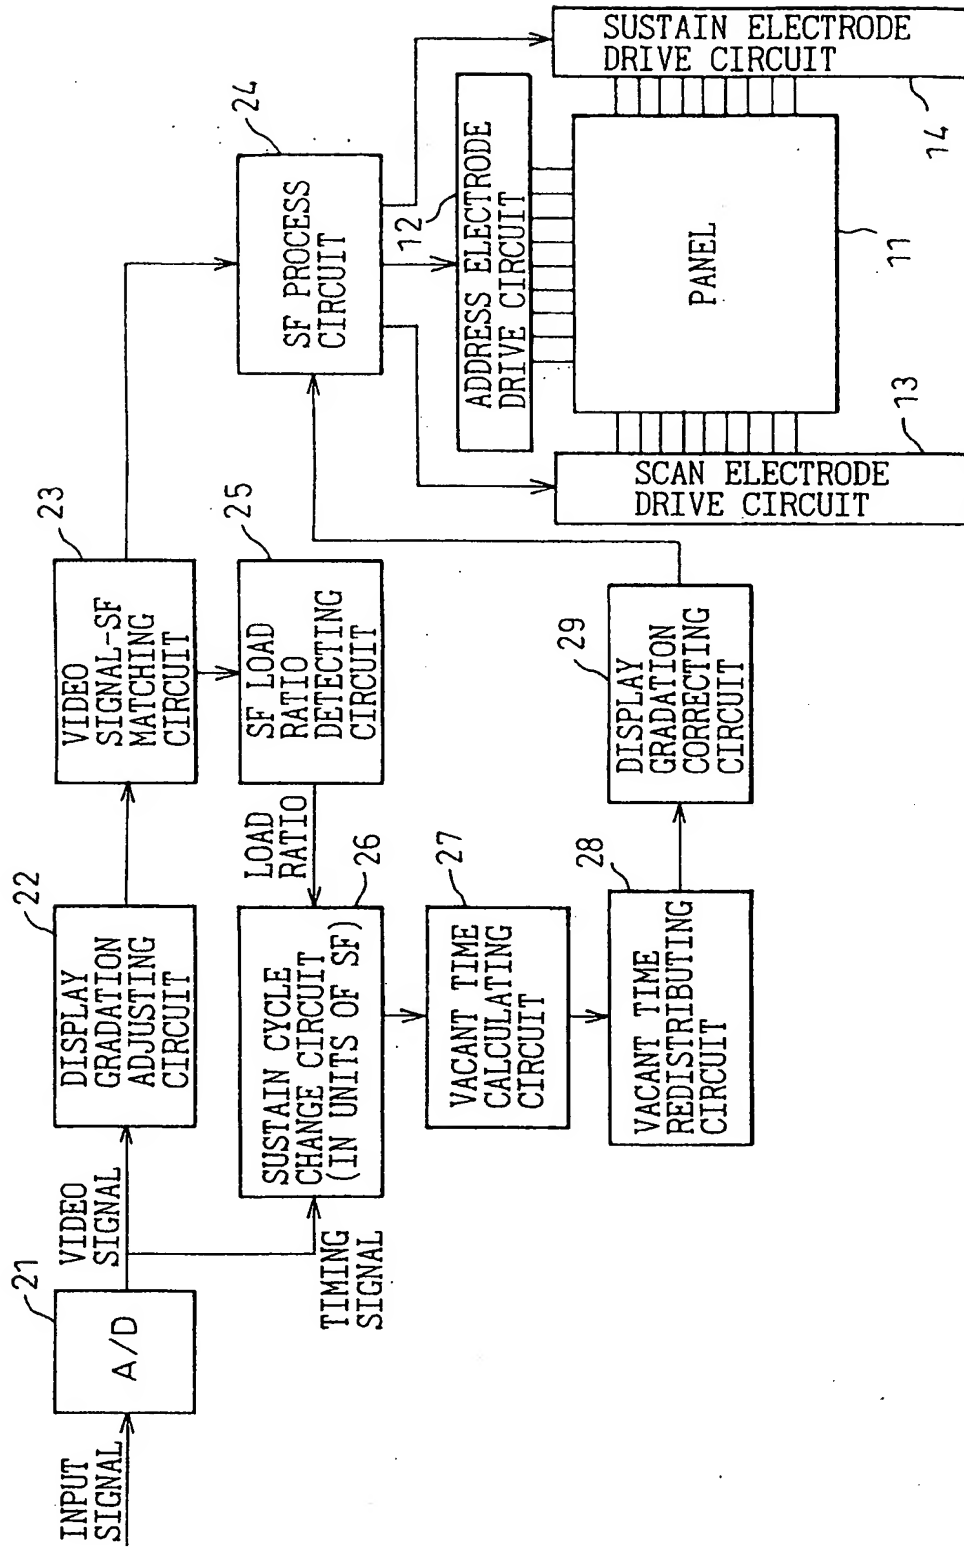 INPUT
SIGNAL
21
A/D
VIDEO
SIGNAL
TIMING
SIGNAL
22
DISPLAY
GRADATION
ADJUSTING
CIRCUIT
23
VIDEO
SIGNAL-SF
MATCHING
CIRCUIT
24
SF PROCESS
CIRCUIT
25
SF LOAD
RATIO
DETECTING
CIRCUIT
LOAD
RATIO
26
SUSTAIN CYCLE
CHANGE CIRCUIT
(IN UNITS OF SF)
27
VACANT TIME
CALCULATING
CIRCUIT
28
VACANT TIME
REDISTRIBUTING
CIRCUIT
29
DISPLAY
GRADATION
CORRECTING
CIRCUIT
12
ADDRESS ELECTRODE
DRIVE CIRCUIT
13
SCAN ELECTRODE
DRIVE CIRCUIT
PANEL
11
SUSTAIN ELECTRODE
DRIVE CIRCUIT
14